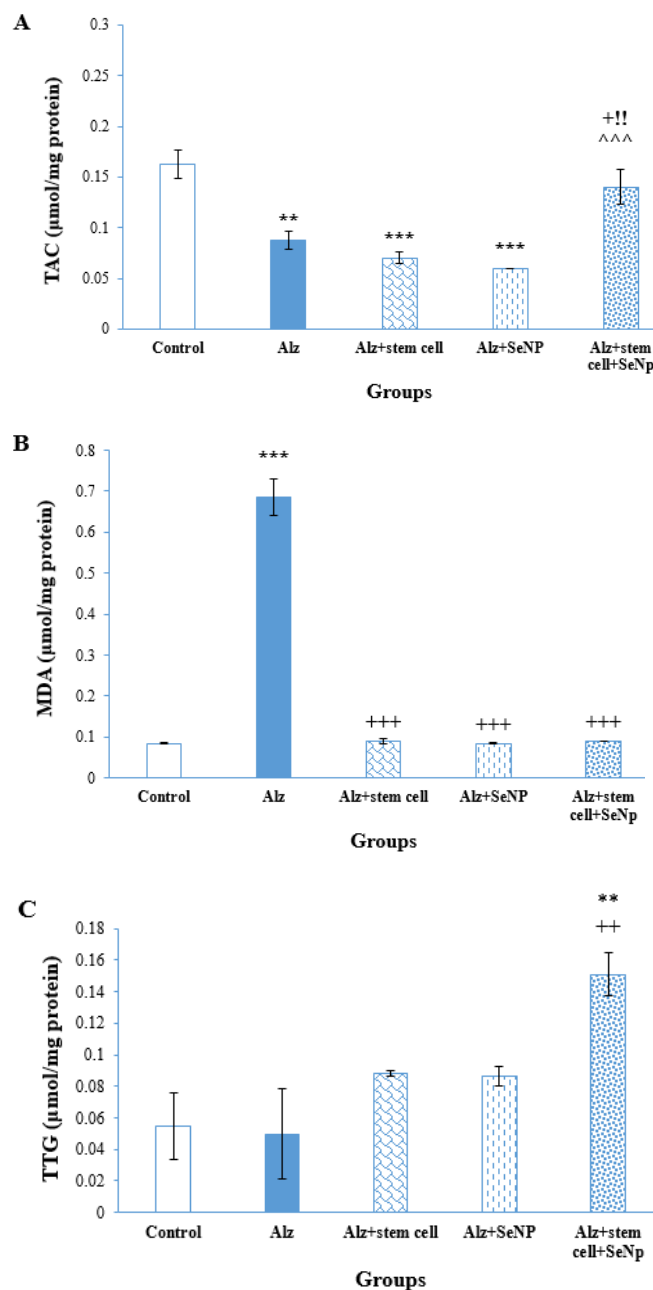 A
TAC (µmol/mg protein)
0.3
0.25
0.2
0.15
0.1
0.05
0
**
***
***
+!!
^^^
Control
Alz
Alz+stem cell
Alz+SeNP
Alz+stem
cell+SeNp
Groups
B
MDA (µmol/mg protein)
0.8
0.7
0.6
0.5
0.4
0.3
0.2
0.1
0
***
+++
+++
+++
Control
Alz
Alz+stem cell
Alz+SeNP
Alz+stem
cell+SeNp
Groups
C
TTG (µmol/mg protein)
0.18
0.16
0.14
0.12
0.1
0.08
0.06
0.04
0.02
0
**
++
Control
Alz
Alz+stem cell
Alz+SeNP
Alz+stem
cell+SeNp
Groups